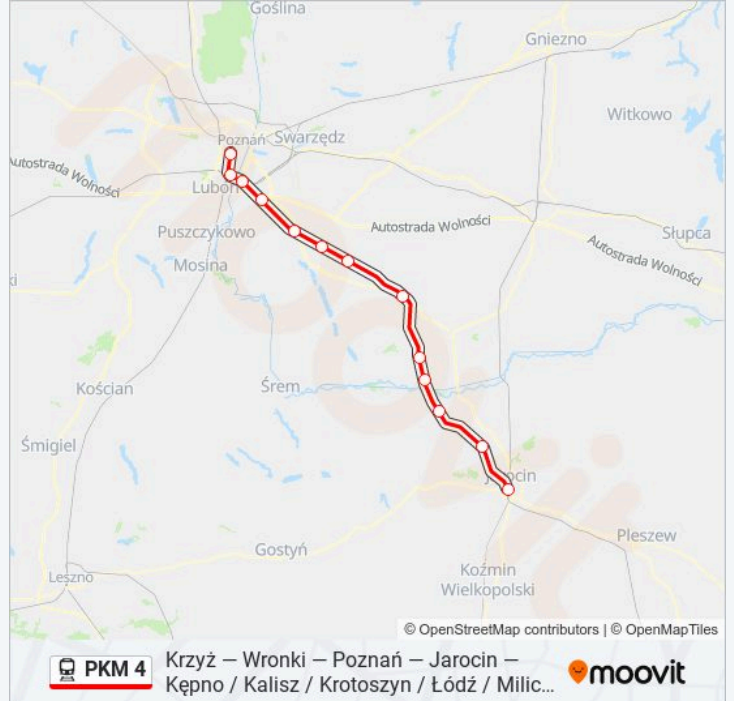 Goślina
Gniezno
Witkowo
Poznań
Swarzędz
Autostrada Wolności
Luboń
Autostrada Wolności
Słupca
Puszczykowo
Autostrada Wolności
Mosina
ki
Kościan
Śrem
Śmigiel
Jarocin
Gostyń
Pleszew
Leszno
Koźmin
Wielkopolski
© OpenStreetMap contributors | © OpenMapTiles
PKM 4
Krzyż — Wronki — Poznań — Jarocin —
Kępno / Kalisz / Krotoszyn / Łódź / Milic...
moovit